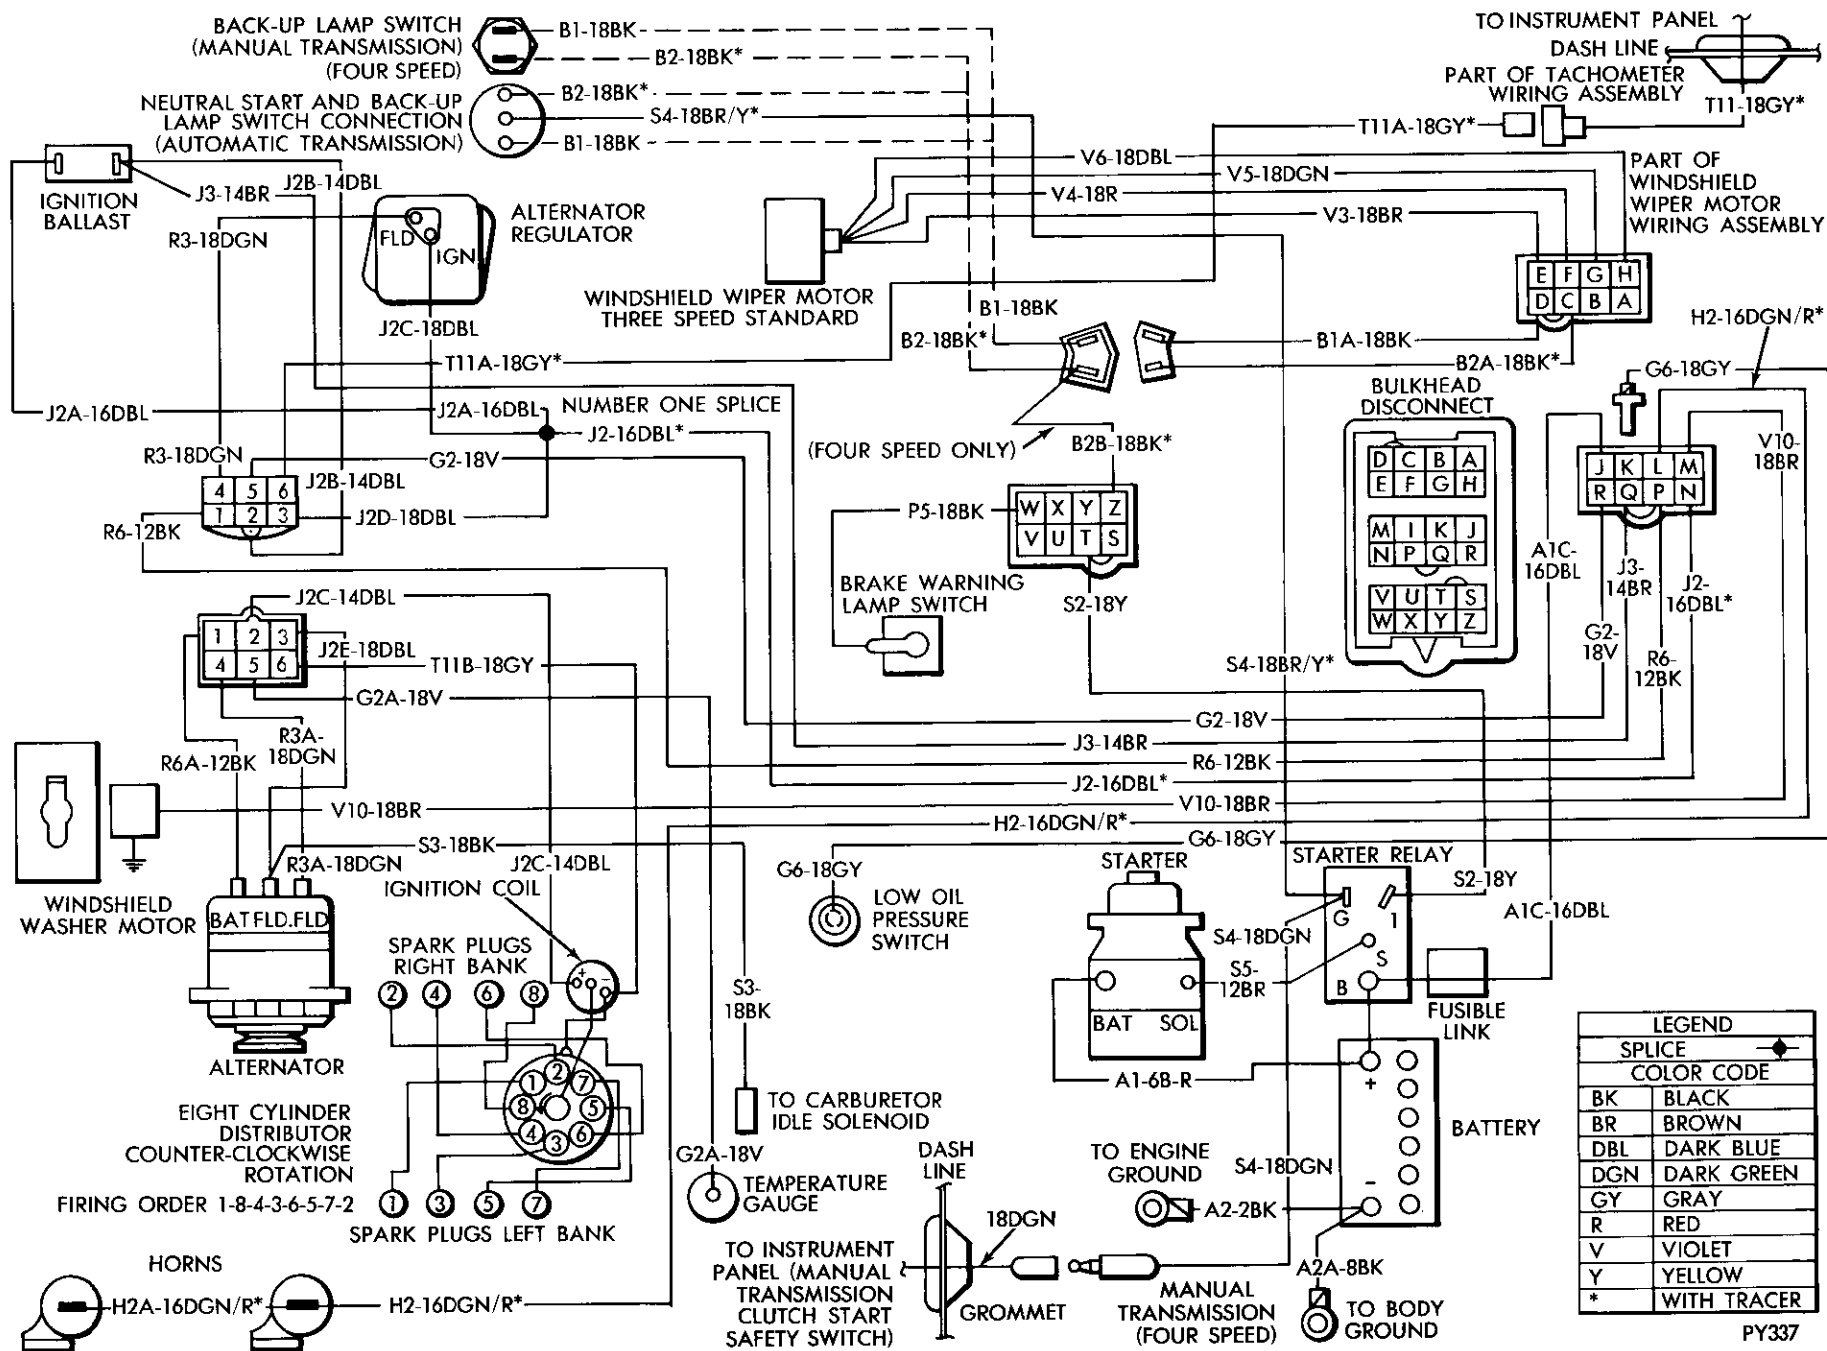 BACK-UP LAMP SWITCH
(MANUAL TRANSMISSION)
(FOUR SPEED)
B1-18BK
B2-18BK*
NEUTRAL START AND BACK-UP
LAMP SWITCH CONNECTION
(AUTOMATIC TRANSMISSION)
B2-18BK*
S4-18BR/Y*
B1-18BK
TO INSTRUMENT PANEL
DASH LINE
PART OF TACHOMETER
WIRING ASSEMBLY
T11-18GY*
T11A-18GY*
IGNITION
BALLAST
J3-14BR
J2B-14DBL
R3-18DGN
FLD
IGN
ALTERNATOR
REGULATOR
J2C-18DBL
V6-18DBL
V5-18DGN
V4-18R
V3-18BR
WINDSHIELD WIPER MOTOR
THREE SPEED STANDARD
PART OF
WINDSHIELD
WIPER MOTOR
WIRING ASSEMBLY
E F G H
D C B A
B1-18BK
B2-18BK*
B1A-18BK
B2A-18BK*
H2-16DGN/R*
G6-18GY
T11A-18GY*
J2A-16DBL
J2A-16DBL
NUMBER ONE SPLICE
J2-16DBL*
R3-18DGN
G2-18V
J2B-14DBL
4 5 6
1 2 3
J2D-18DBL
R6-12BK
(FOUR SPEED ONLY)
B2B-18BK*
P5-18BK
W X Y Z
V U T S
BRAKE WARNING
LAMP SWITCH
S2-18Y
BULKHEAD
DISCONNECT
D C B A
E F G H
M I K J
N P Q R
V U T S
W X Y Z
J K L M
R Q P N
V10-
18BR
A1C-
16DBL
J3-
14BR
J2-
16DBL*
G2-
18V
R6-
12BK
S4-18BR/Y*
J2C-14DBL
1 2 3
4 5 6
J2E-18DBL
T11B-18GY
G2A-18V
R3A-
18DGN
R6A-12BK
G2-18V
J3-14BR
R6-12BK
J2-16DBL*
V10-18BR
V10-18BR
H2-16DGN/R*
G6-18GY
WINDSHIELD
WASHER MOTOR
S3-18BK
R3A-18DGN
J2C-14DBL
IGNITION COIL
BAT FLD. FLD
ALTERNATOR
SPARK PLUGS
RIGHT BANK
2 4 6 8
+ -
G6-18GY
LOW OIL
PRESSURE
SWITCH
STARTER
BAT SOL
STARTER RELAY
G
I
S
B
S2-18Y
S4-18DGN
S5-
12BR
A1C-16DBL
FUSIBLE
LINK
S3-
18BK
EIGHT CYLINDER
DISTRIBUTOR
COUNTER-CLOCKWISE
ROTATION
FIRING ORDER 1-8-4-3-6-5-7-2
1 2 7
8 5
4 3 6
1 3 5 7
SPARK PLUGS LEFT BANK
TO CARBURETOR
IDLE SOLENOID
G2A-18V
TEMPERATURE
GAUGE
A1-6B-R
+
-
BATTERY
TO ENGINE
GROUND
S4-18DGN
A2-2BK
A2A-8BK
TO BODY
GROUND
DASH
LINE
18DGN
TO INSTRUMENT
PANEL (MANUAL
TRANSMISSION
CLUTCH START
SAFETY SWITCH)
GROMMET
MANUAL
TRANSMISSION
(FOUR SPEED)
HORNS
H2A-16DGN/R*
H2-16DGN/R*
LEGEND
SPLICE
COLOR CODE
BK BLACK
BR BROWN
DBL DARK BLUE
DGN DARK GREEN
GY GRAY
R RED
V VIOLET
Y YELLOW
* WITH TRACER
PY337